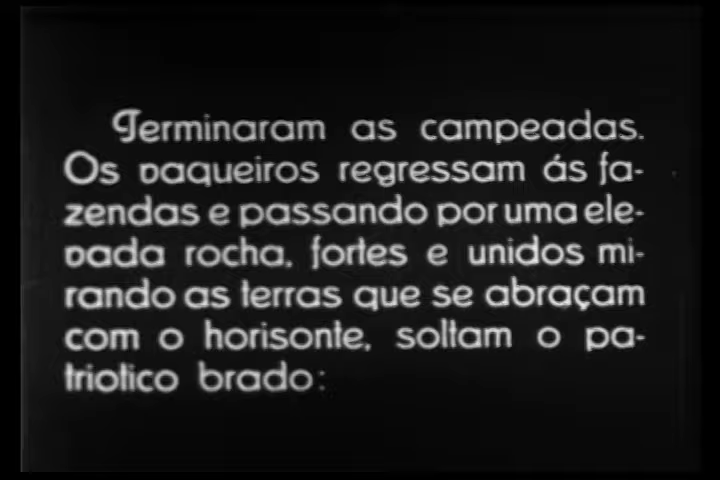 Terminaram as campeadas.
Os vaqueiros regressam ás fa-
zendas e passando por uma ele-
vada rocha, fortes e unidos mi-
rando as terras que se abraçam
com o horisonte, soltam o pa-
triotico brado: